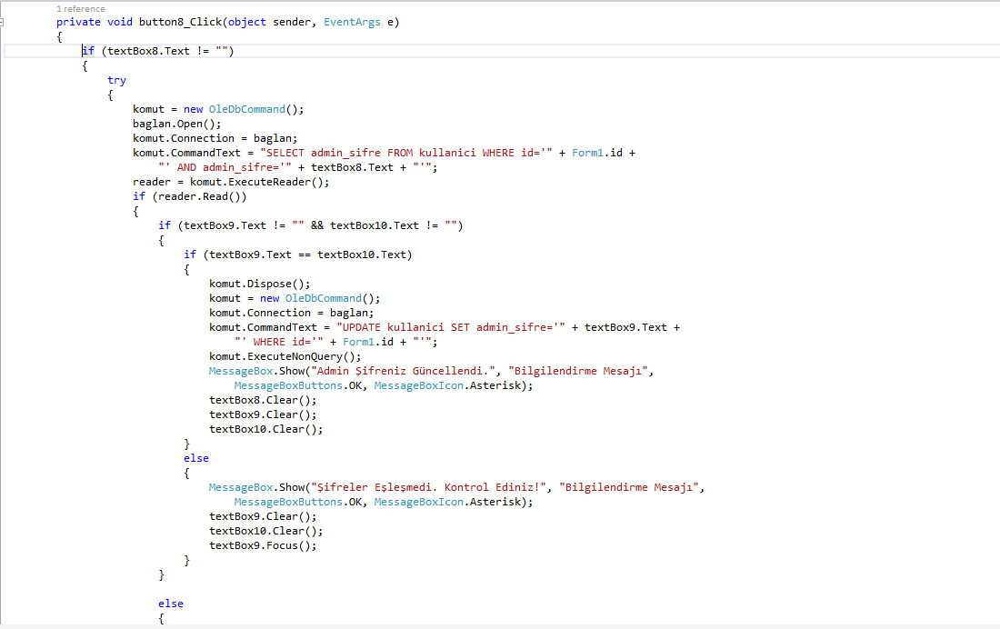 1 reference
private void button8_Click(object sender, EventArgs e)
{
if (textBox8.Text != "")
{
try
{
komut = new OleDbCommand();
baglan.Open();
komut.Connection = baglan;
komut.CommandText = "SELECT admin_sifre FROM kullanici WHERE id='" + Form1.id +
"' AND admin_sifre='" + textBox8.Text + "'";
reader = komut.ExecuteReader();
if (reader.Read())
{
if (textBox9.Text != "" && textBox10.Text != "")
{
if (textBox9.Text == textBox10.Text)
{
komut.Dispose();
komut = new OleDbCommand();
komut.Connection = baglan;
komut.CommandText = "UPDATE kullanici SET admin_sifre='" + textBox9.Text +
"' WHERE id='" + Form1.id + "'";
komut.ExecuteNonQuery();
MessageBox.Show("Admin Şifreniz Güncellendi.", "Bilgilendirme Mesajı",
MessageBoxButtons.OK, MessageBoxIcon.Asterisk);
textBox8.Clear();
textBox9.Clear();
textBox10.Clear();
}
else
{
MessageBox.Show("Şifreler Eşleşmedi. Kontrol Ediniz!", "Bilgilendirme Mesajı",
MessageBoxButtons.OK, MessageBoxIcon.Asterisk);
textBox9.Clear();
textBox10.Clear();
textBox9.Focus();
}
}
else
{